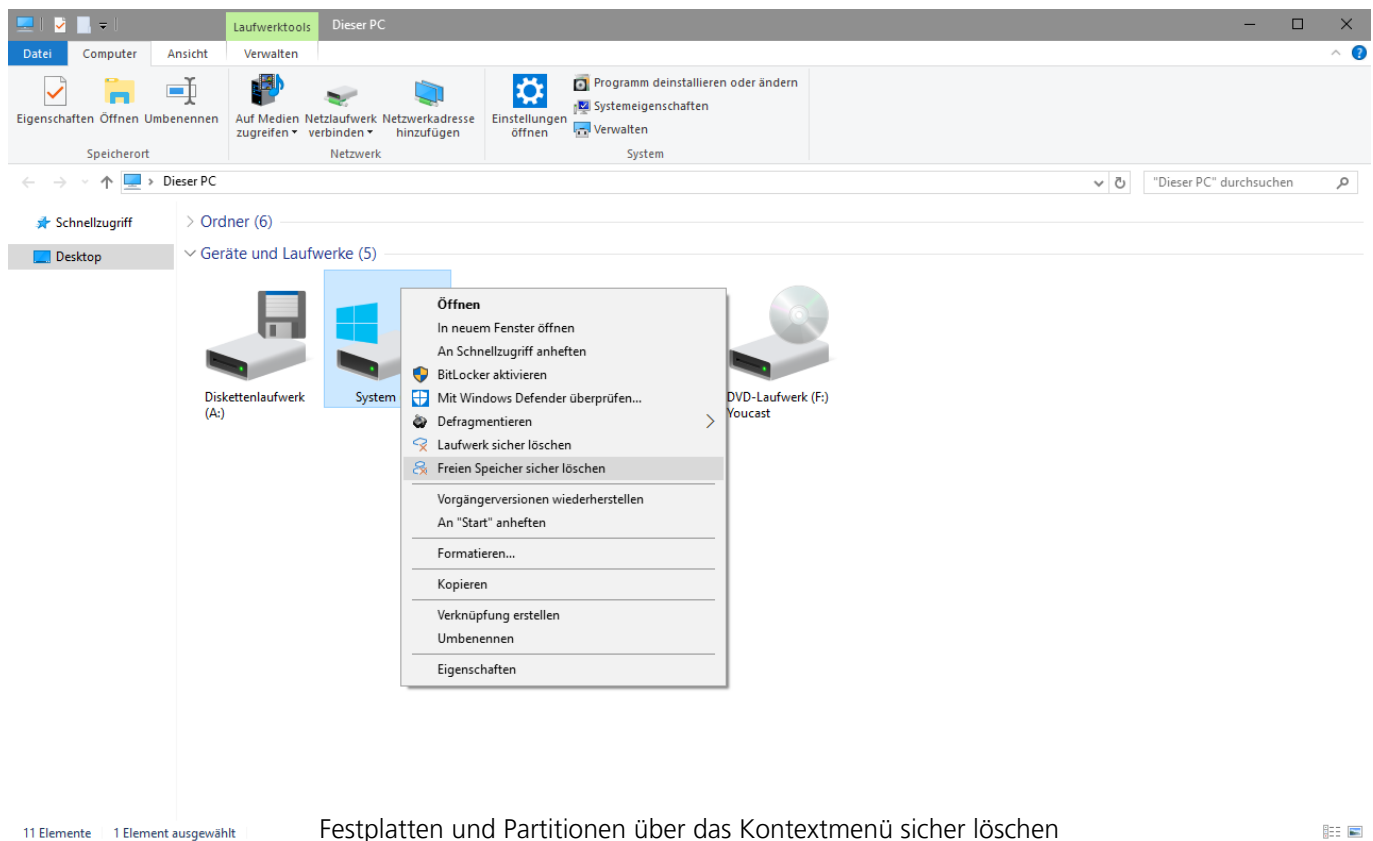 Laufwerktools Dieser PC
Datei Computer Ansicht Verwalten
Eigenschaften Öffnen Umbenennen
Speicherort
Auf Medien zugreifen
Netzlaufwerk verbinden
Netzwerkadresse hinzufügen
Netzwerk
Einstellungen öffnen
Programm deinstallieren oder ändern
Systemeigenschaften
Verwalten
System
Dieser PC
"Dieser PC" durchsuchen
Schnellzugriff
Desktop
Ordner (6)
Geräte und Laufwerke (5)
Diskettenlaufwerk
(A:)
System
DVD-Laufwerk (F:)
Youcast
Öffnen
In neuem Fenster öffnen
An Schnellzugriff anheften
BitLocker aktivieren
Mit Windows Defender überprüfen...
Defragmentieren
Laufwerk sicher löschen
Freien Speicher sicher löschen
Vorgängerversionen wiederherstellen
An "Start" anheften
Formatieren...
Kopieren
Verknüpfung erstellen
Umbenennen
Eigenschaften
11 Elemente 1 Element ausgewählt
Festplatten und Partitionen über das Kontextmenü sicher löschen